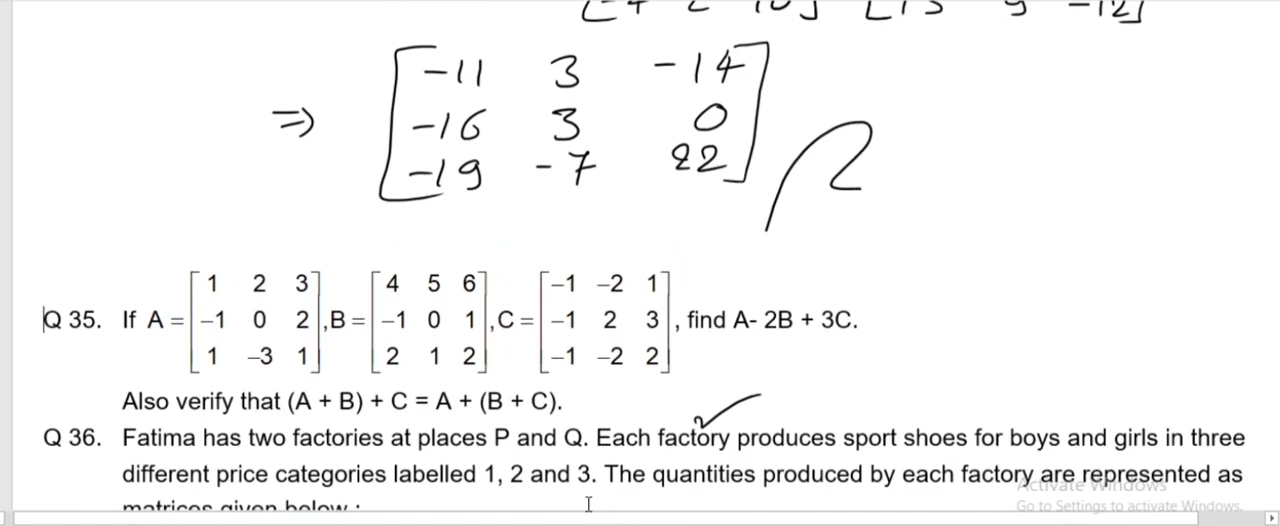 -11 3 -14
⇒ -16 3 0
-19 -7 22
Q 35. If A = [1 2 3; –1 0 2; 1 –3 1], B = [4 5 6; –1 0 1; 2 1 2], C = [–1 –2 1; –1 2 3; –1 –2 2], find A- 2B + 3C.
Also verify that (A + B) + C = A + (B + C).
Q 36. Fatima has two factories at places P and Q. Each factory produces sport shoes for boys and girls in three
different price categories labelled 1, 2 and 3. The quantities produced by each factory are represented as
matrices given below :
Activate Windows
Go to Settings to activate Windows.